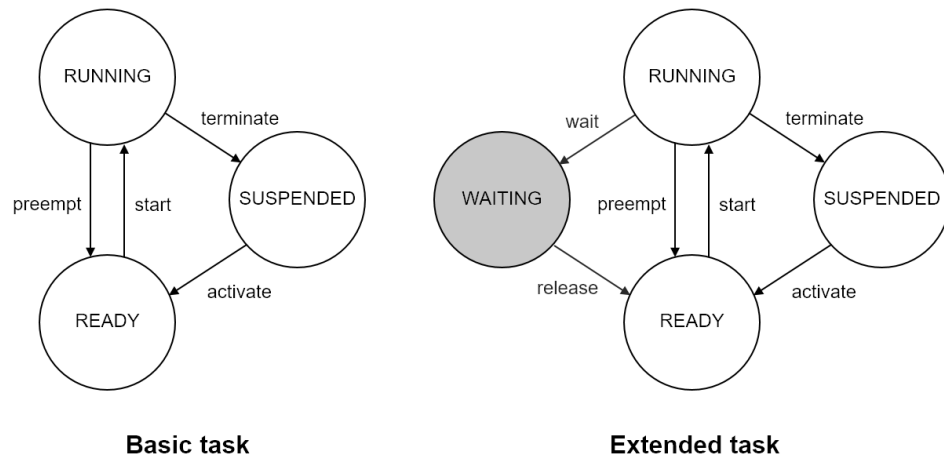 RUNNING
terminate
SUSPENDED
preempt
start
activate
READY
Basic task
RUNNING
wait
terminate
WAITING
preempt
start
SUSPENDED
release
activate
READY
Extended task